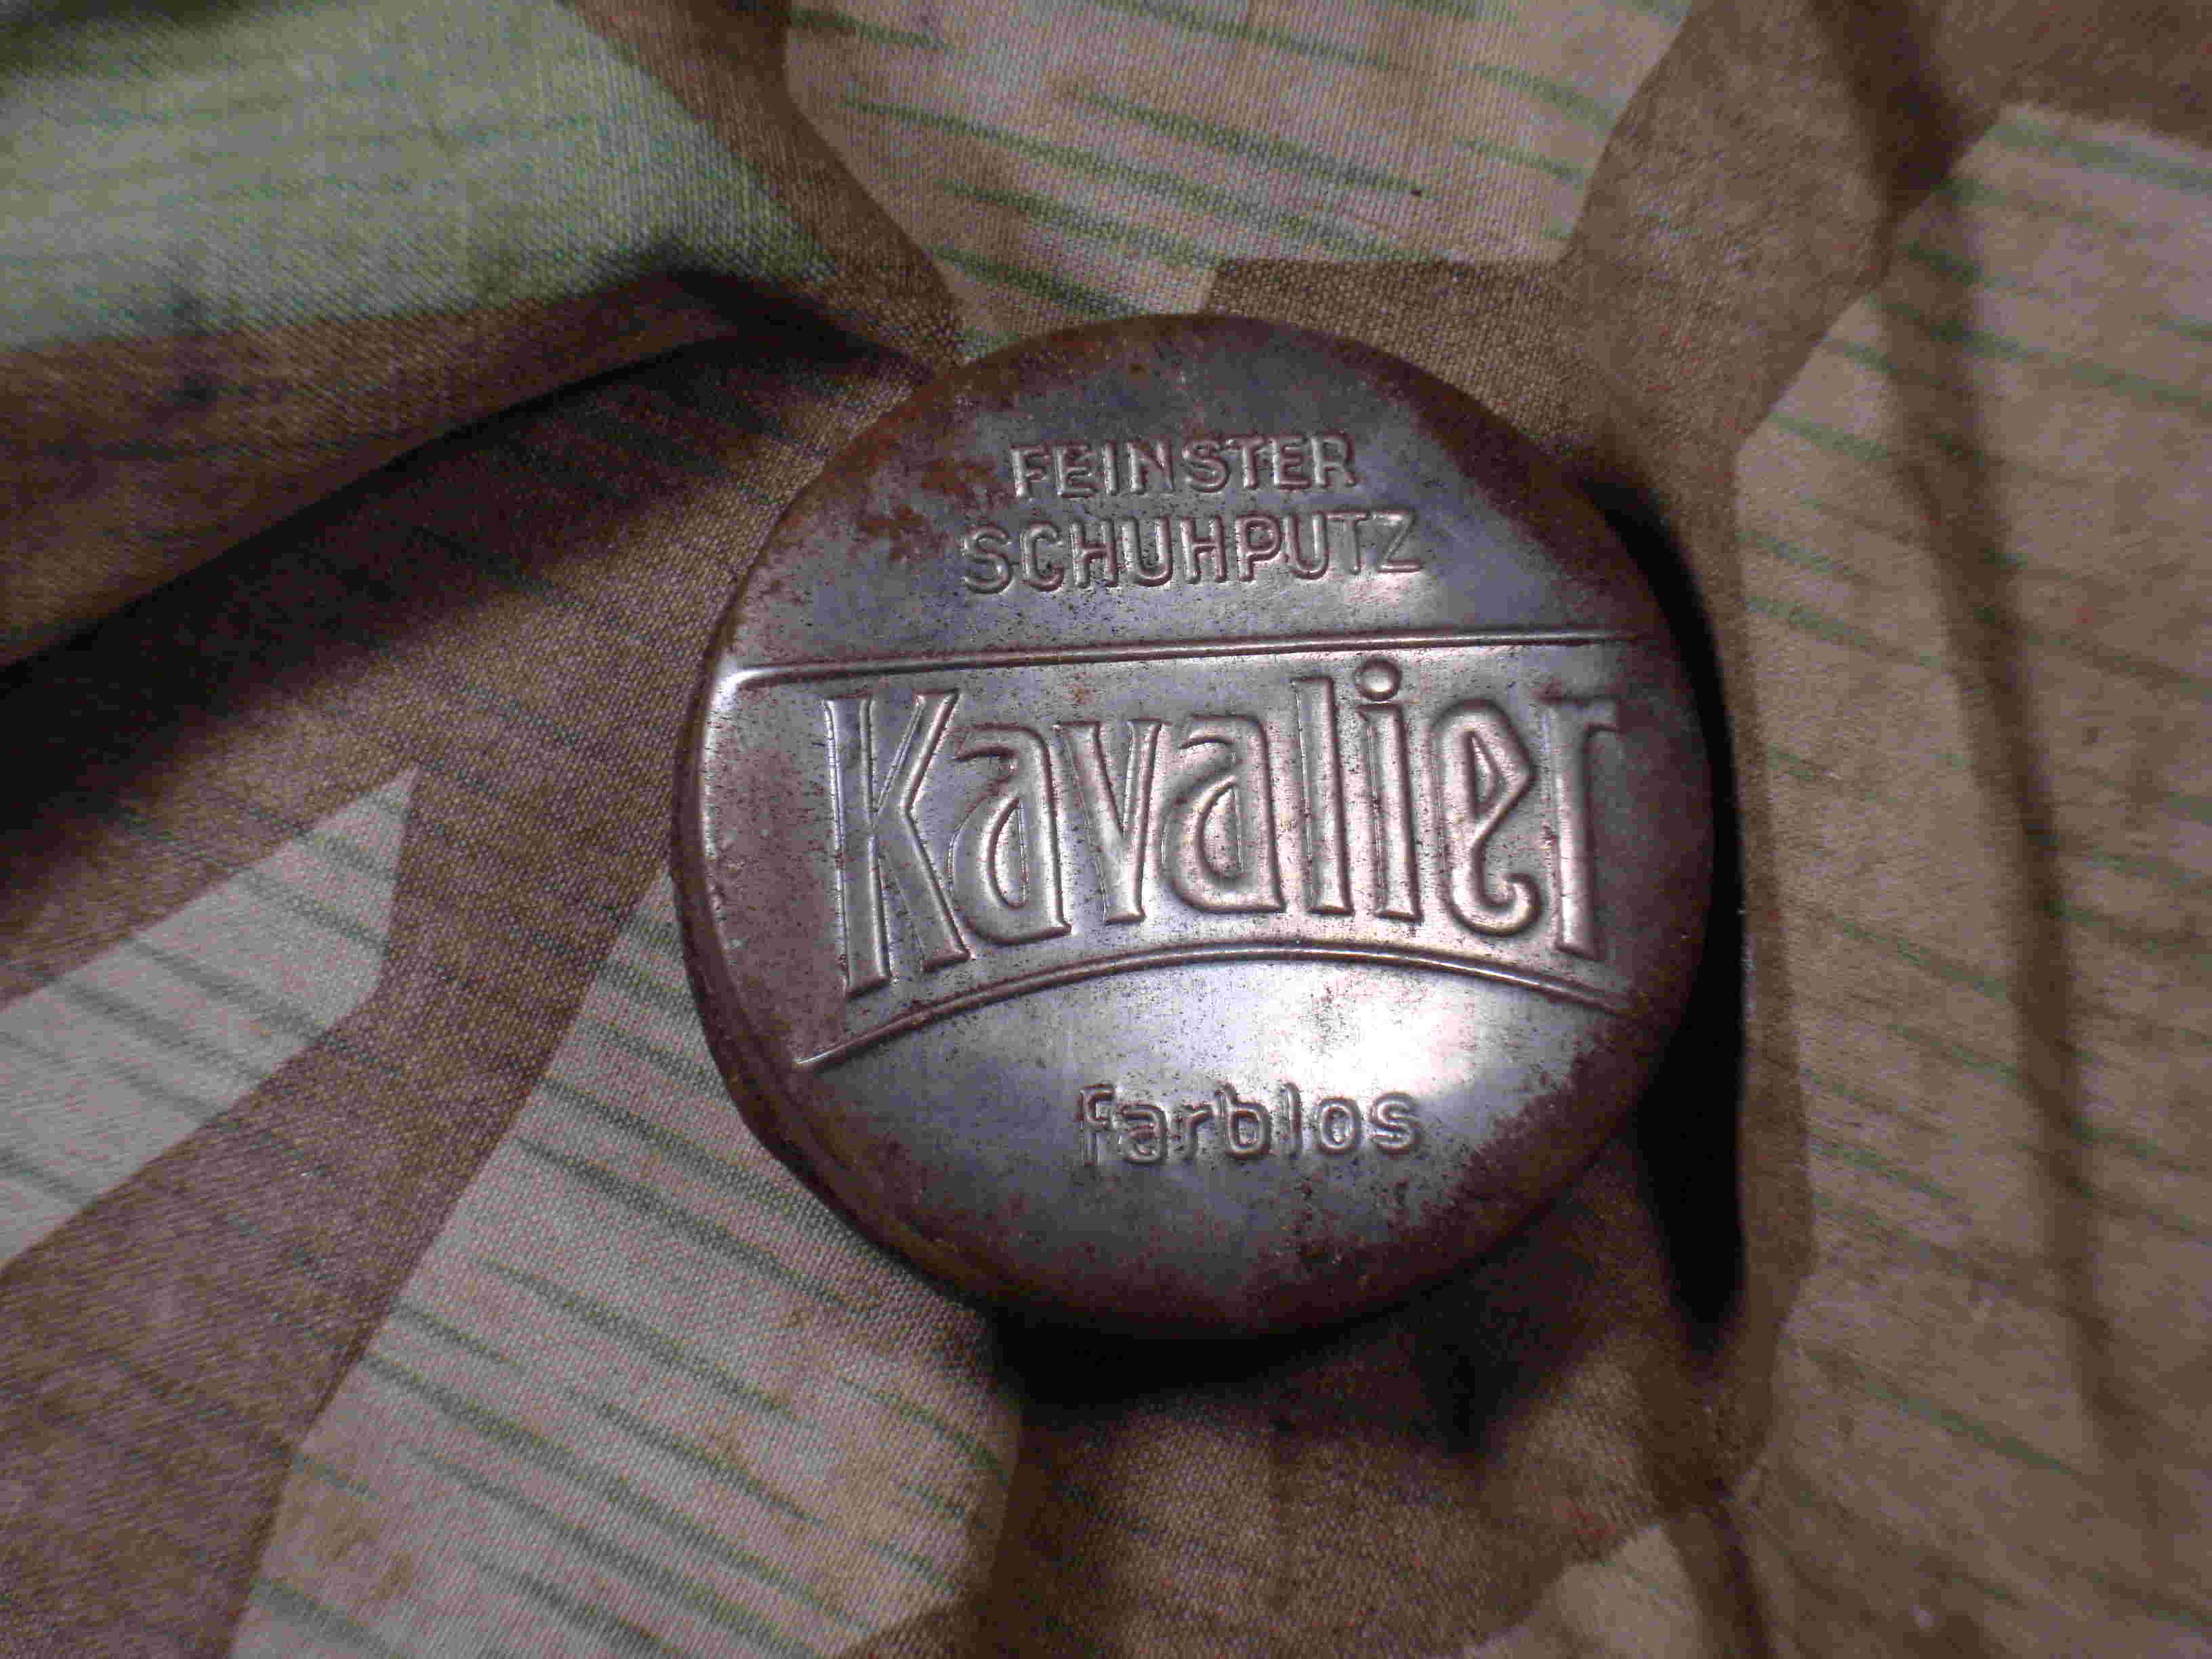 FEINSTER
SCHUHPUTZ
Kavalier
farblos